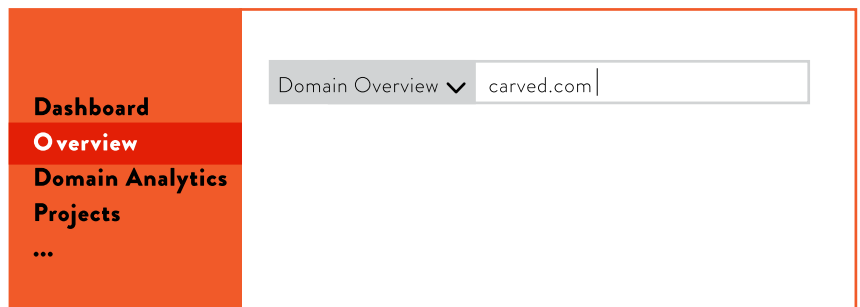 Dashboard
Overview
Domain Analytics
Projects
...
Domain Overview carved.com